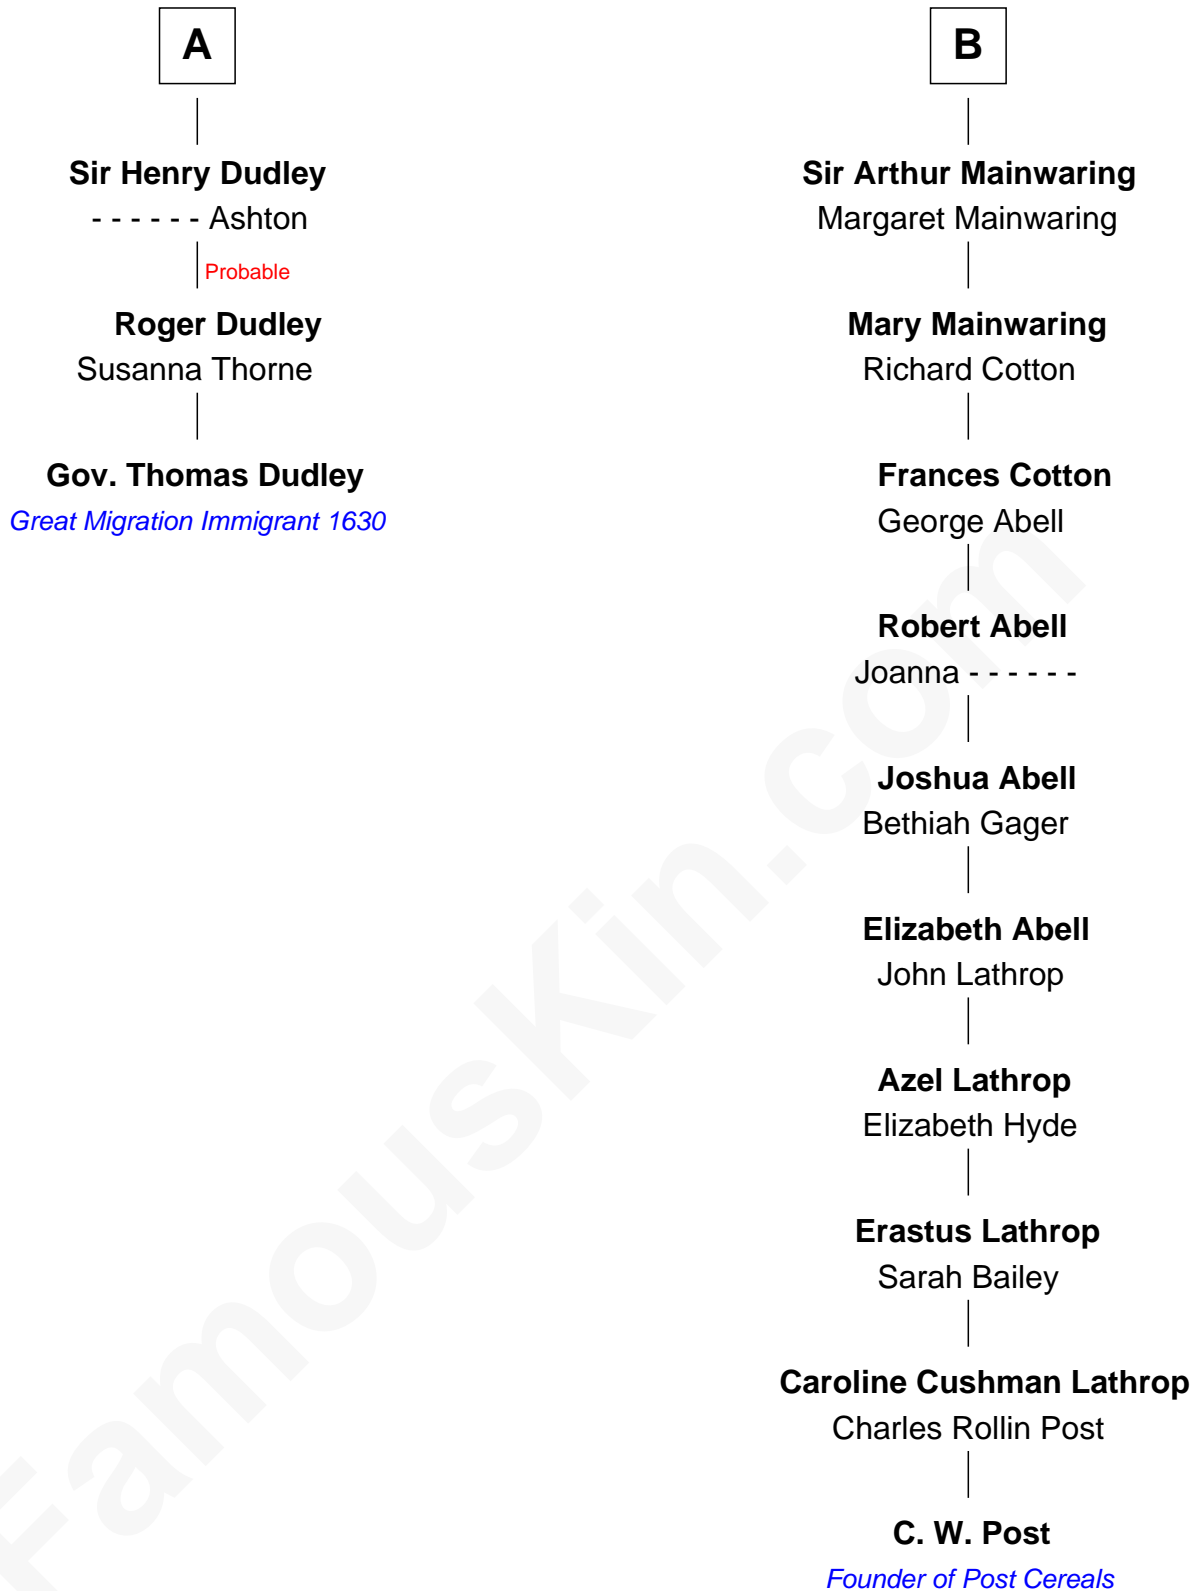 A
Sir Henry Dudley
- - - - - - Ashton
Probable
Roger Dudley
Susanna Thorne
Gov. Thomas Dudley
Great Migration Immigrant 1630
B
Sir Arthur Mainwaring
Margaret Mainwaring
Mary Mainwaring
Richard Cotton
Frances Cotton
George Abell
Robert Abell
Joanna - - - - - -
Joshua Abell
Bethiah Gager
Elizabeth Abell
John Lathrop
Azel Lathrop
Elizabeth Hyde
Erastus Lathrop
Sarah Bailey
Caroline Cushman Lathrop
Charles Rollin Post
C. W. Post
Founder of Post Cereals
FamousKin.com